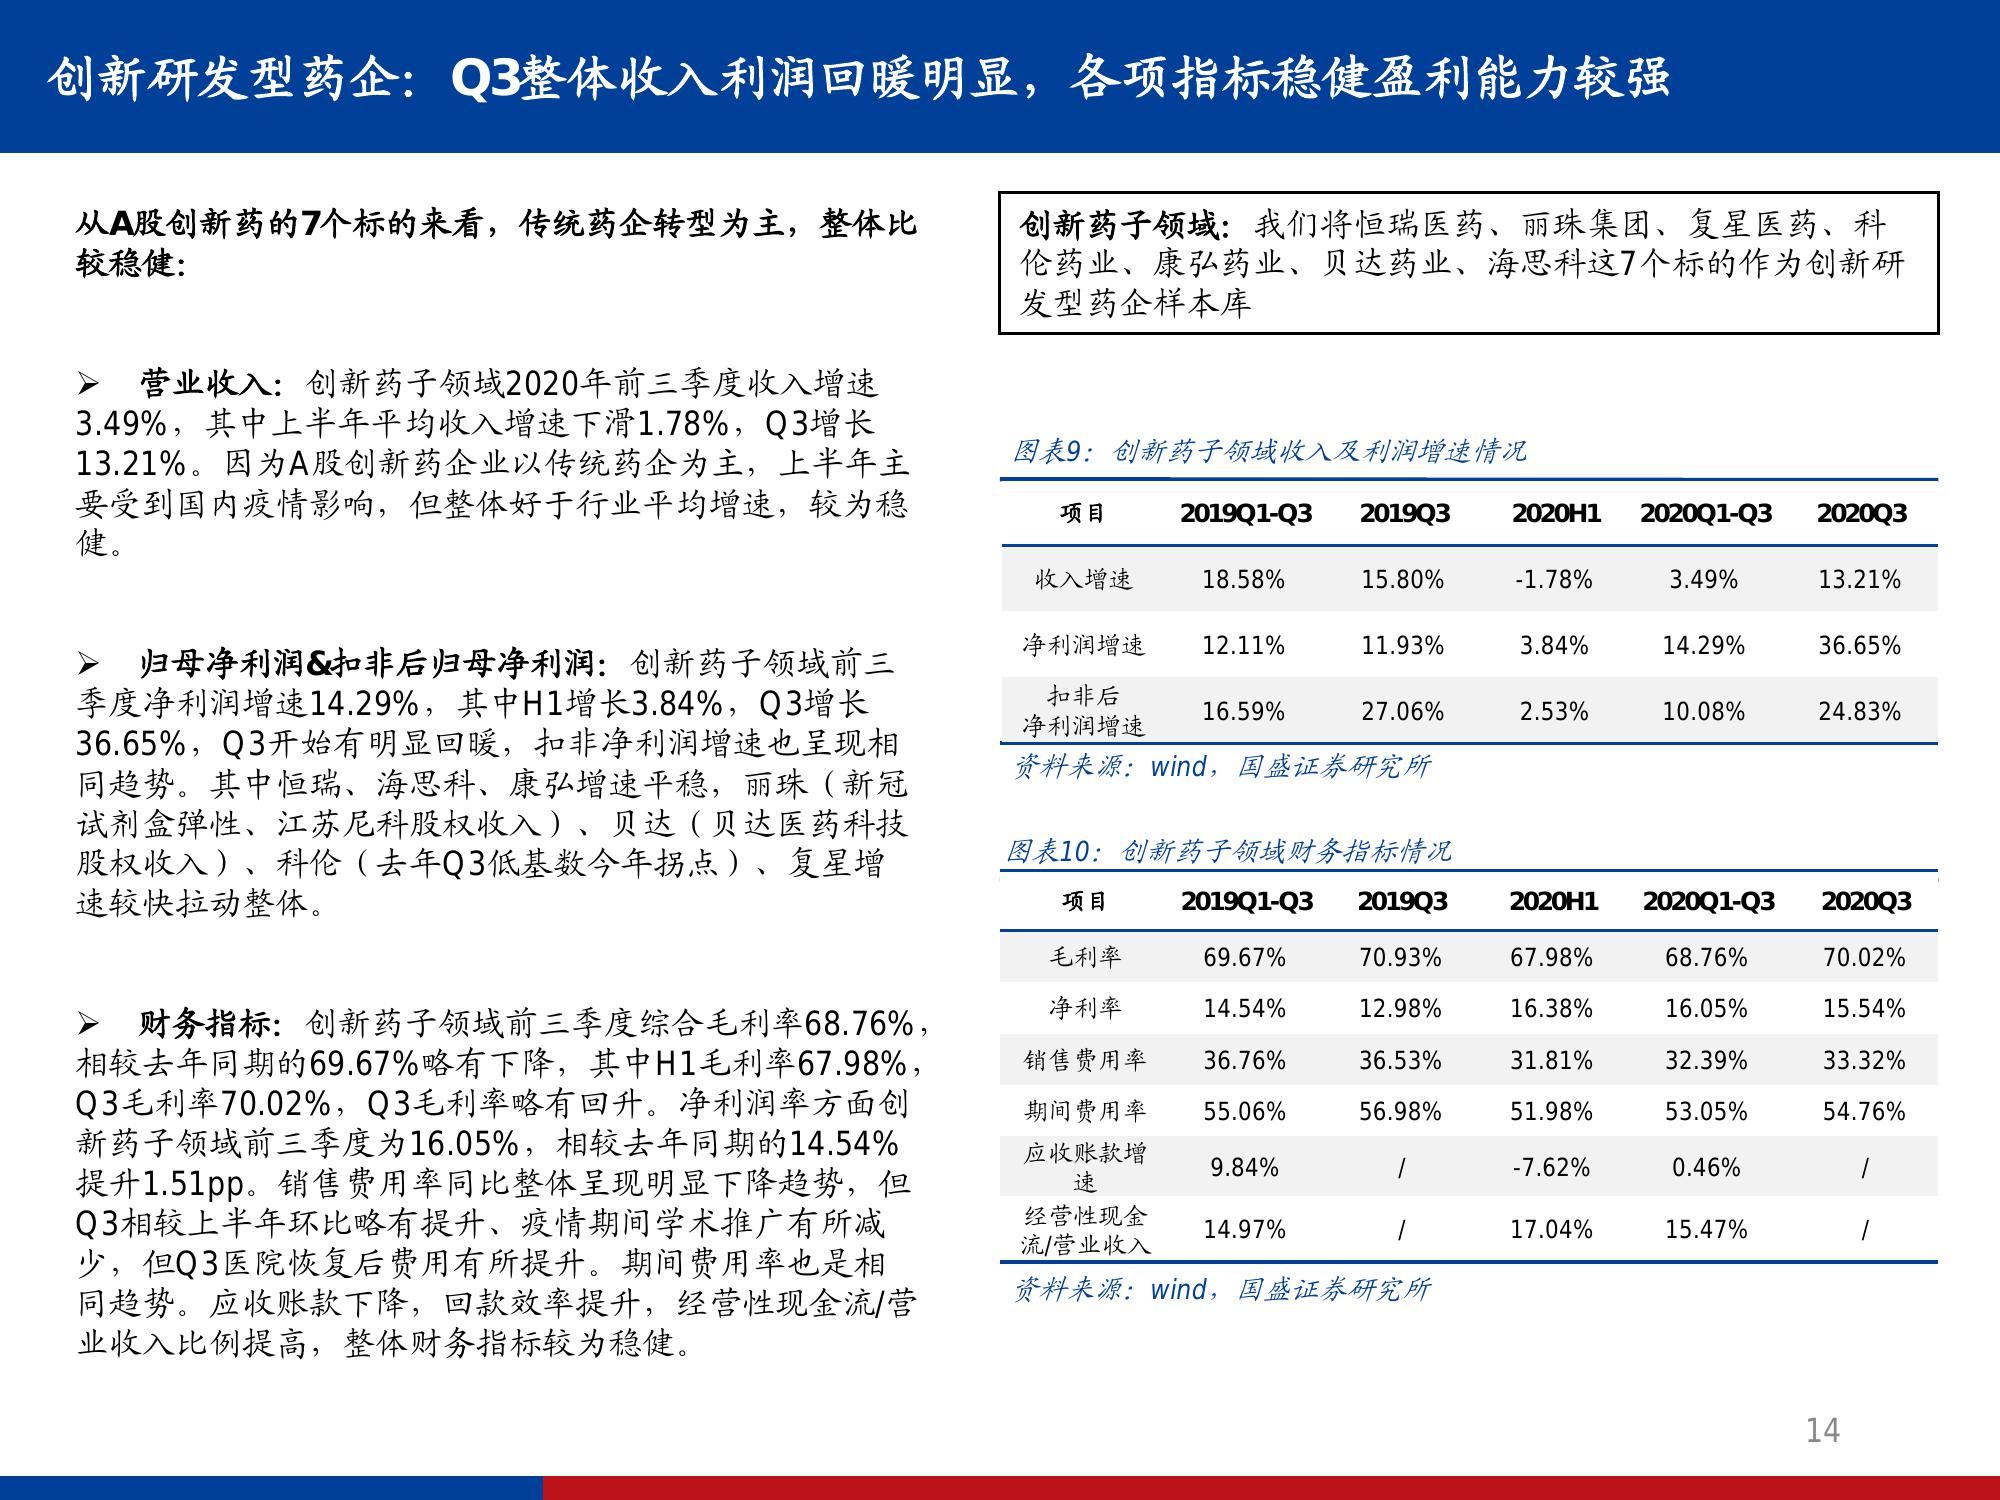 创新研发型药企：Q3整体收入利润回暖明显，各项指标稳健盈利能力较强
从A股创新药的7个标的来看，传统药企转型为主，整体比
较稳健：
➢ 营业收入：创新药子领域2020年前三季度收入增速
3.49%，其中上半年平均收入增速下滑1.78%，Q3增长
13.21%。因为A股创新药企业以传统药企为主，上半年主
要受到国内疫情影响，但整体好于行业平均增速，较为稳
健。
➢ 归母净利润&扣非后归母净利润：创新药子领域前三
季度净利润增速14.29%，其中H1增长3.84%，Q3增长
36.65%，Q3开始有明显回暖，扣非净利润增速也呈现相
同趋势。其中恒瑞、海思科、康弘增速平稳，丽珠（新冠
试剂盒弹性、江苏尼科股权收入）、贝达（贝达医药科技
股权收入）、科伦（去年Q3低基数今年拐点）、复星增
速较快拉动整体。
➢ 财务指标：创新药子领域前三季度综合毛利率68.76%，
相较去年同期的69.67%略有下降，其中H1毛利率67.98%，
Q3毛利率70.02%，Q3毛利率略有回升。净利润率方面创
新药子领域前三季度为16.05%，相较去年同期的14.54%
提升1.51pp。销售费用率同比整体呈现明显下降趋势，但
Q3相较上半年环比略有提升、疫情期间学术推广有所减
少，但Q3医院恢复后费用有所提升。期间费用率也是相
同趋势。应收账款下降，回款效率提升，经营性现金流/营
业收入比例提高，整体财务指标较为稳健。
创新药子领域：我们将恒瑞医药、丽珠集团、复星医药、科
伦药业、康弘药业、贝达药业、海思科这7个标的作为创新研
发型药企样本库
图表9：创新药子领域收入及利润增速情况
项目 2019Q1-Q3 2019Q3 2020H1 2020Q1-Q3 2020Q3
收入增速 18.58% 15.80% -1.78% 3.49% 13.21%
净利润增速 12.11% 11.93% 3.84% 14.29% 36.65%
扣非后
净利润增速 16.59% 27.06% 2.53% 10.08% 24.83%
资料来源：wind，国盛证券研究所
图表10：创新药子领域财务指标情况
项目 2019Q1-Q3 2019Q3 2020H1 2020Q1-Q3 2020Q3
毛利率 69.67% 70.93% 67.98% 68.76% 70.02%
净利率 14.54% 12.98% 16.38% 16.05% 15.54%
销售费用率 36.76% 36.53% 31.81% 32.39% 33.32%
期间费用率 55.06% 56.98% 51.98% 53.05% 54.76%
应收账款增
速 9.84% / -7.62% 0.46% /
经营性现金
流/营业收入 14.97% / 17.04% 15.47% /
资料来源：wind，国盛证券研究所
14